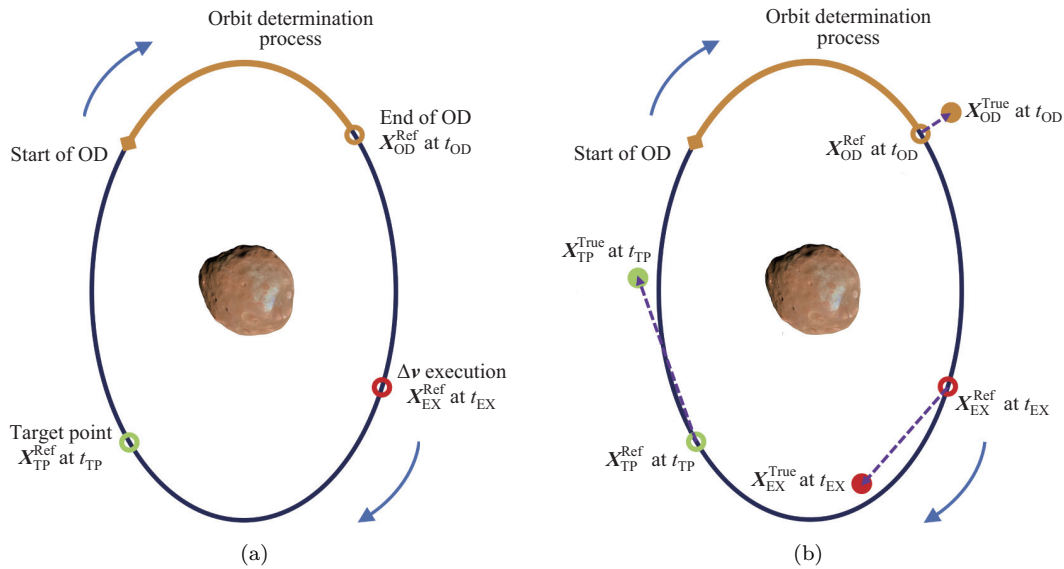 Orbit determination
process
Start of OD
End of OD
X_OD^Ref at t_OD
Δv execution
X_EX^Ref at t_EX
Target point
X_TP^Ref at t_TP
(a)
Orbit determination
process
X_OD^True at t_OD
Start of OD
X_OD^Ref at t_OD
X_TP^True at t_TP
X_EX^Ref at t_EX
X_TP^Ref at t_TP
X_EX^True at t_EX
(b)